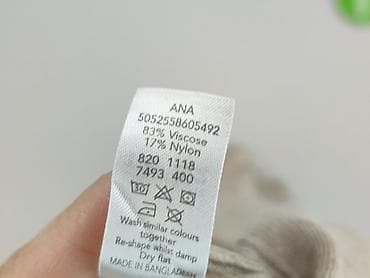 ANA
5052558605492
83% Viscose
17% Nylon
820 1118
7493 400
30
Wash similar colours
together
Re-shape whilst damp
Dry flat
MADE IN BANGLADESH